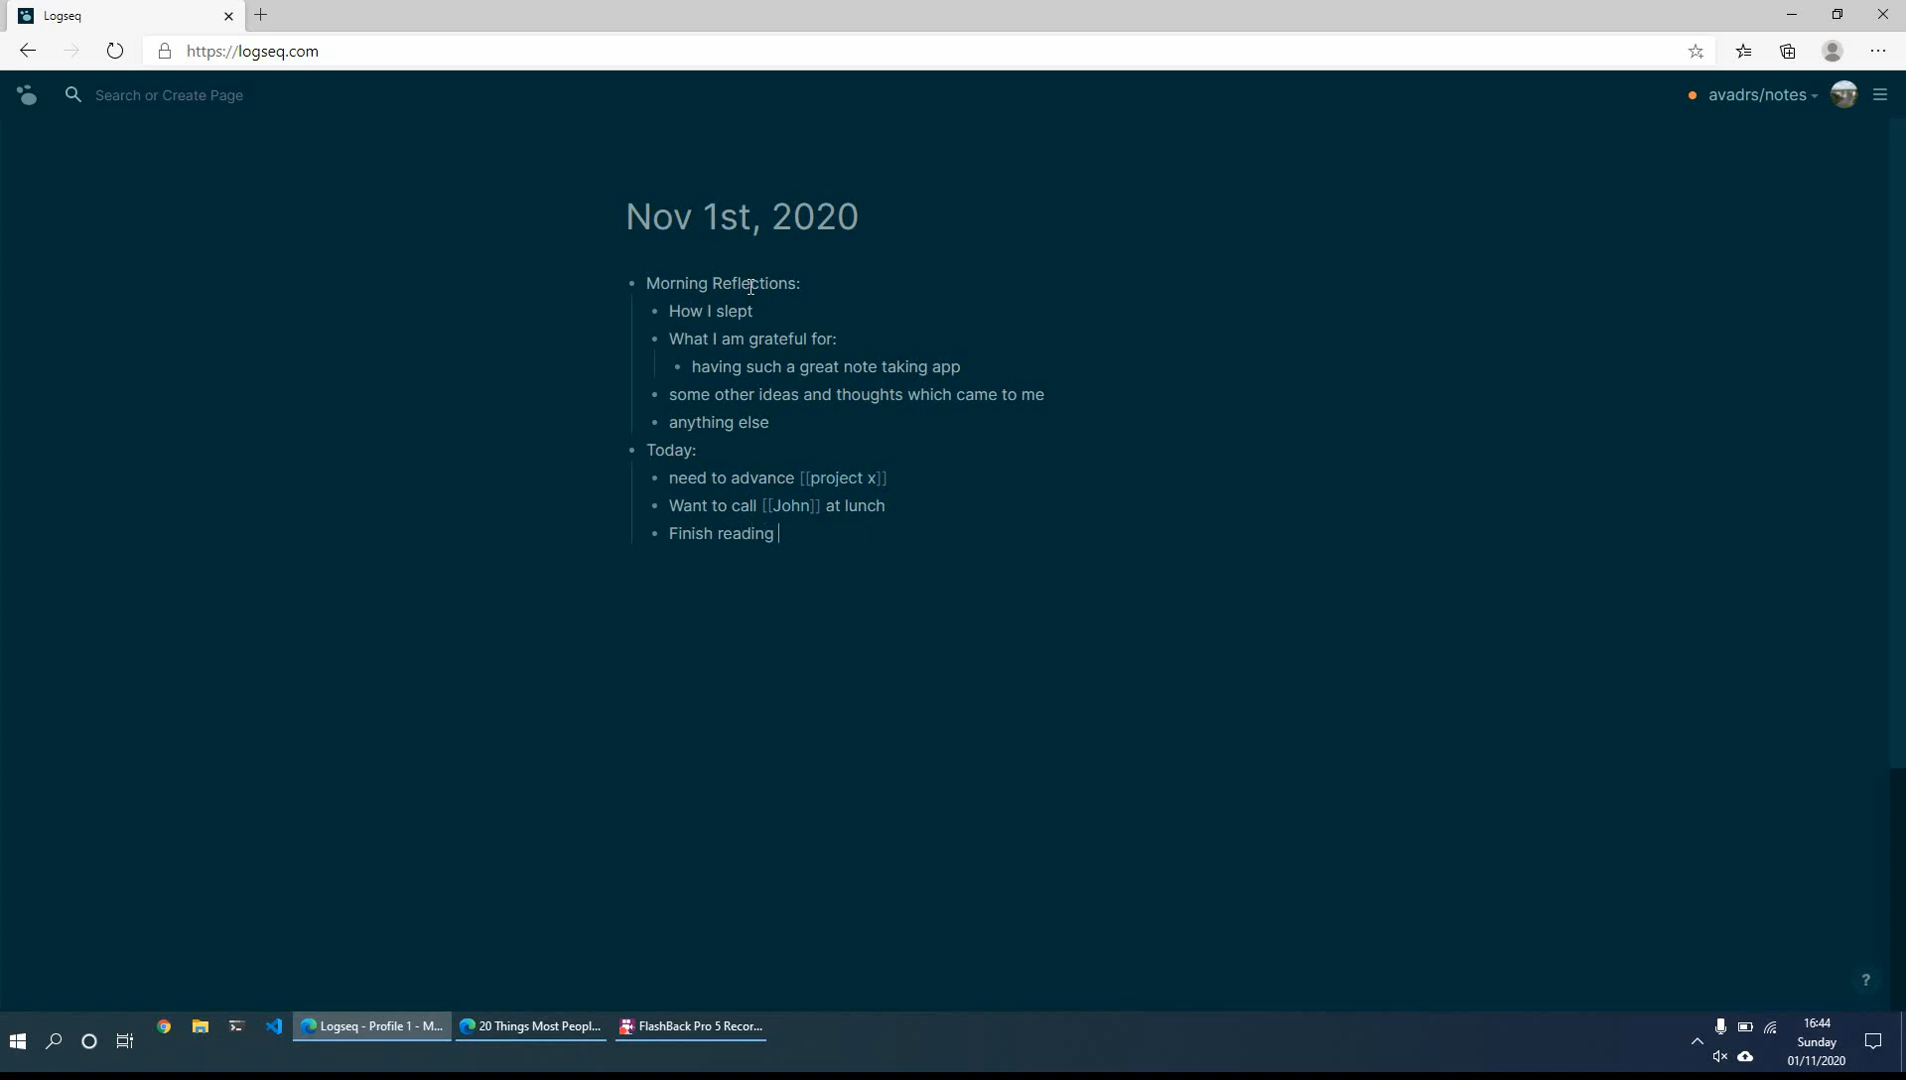 Logseq
https://logseq.com
Search or Create Page
avadrs/notes
Nov 1st, 2020
Morning Reflections:
How I slept
What I am grateful for:
having such a great note taking app
some other ideas and thoughts which came to me
anything else
Today:
need to advance [[project x]]
Want to call [[John]] at lunch
Finish reading
?
Logseq - Profile 1 - M...
20 Things Most Peopl...
FlashBack Pro 5 Recor...
16:44
Sunday
01/11/2020